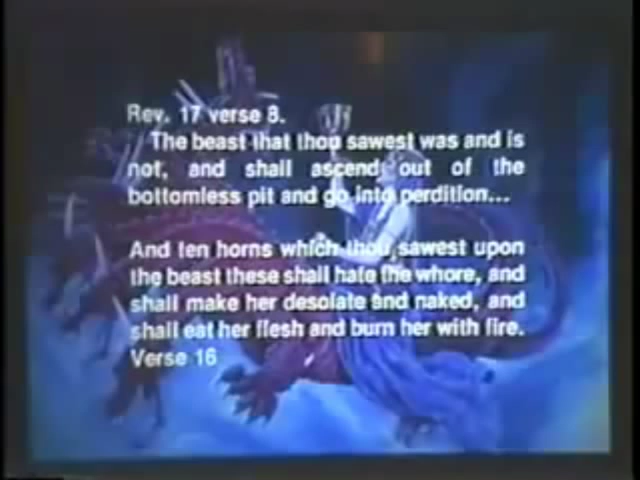 Rev. 17 verse 8.
The beast that thou sawest was and is
not, and shall ascend out of the
bottomless pit and go into perdition...
And ten horns which thou sawest upon
the beast these shall hate the whore, and
shall make her desolate and naked, and
shall eat her flesh and burn her with fire.
Verse 16